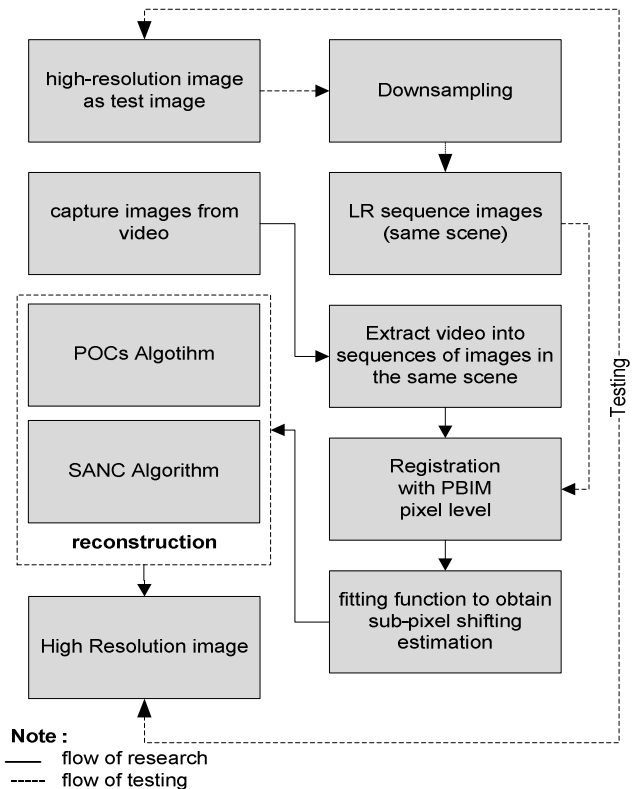 high-resolution image
as test image
Downsampling
capture images from
video
LR sequence images
(same scene)
POCs Algotihm
Extract video into
sequences of images in
the same scene
SANC Algorithm
reconstruction
Registration
with PBIM
pixel level
High Resolution image
fitting function to obtain
sub-pixel shifting
estimation
Testing
Note :
flow of research
flow of testing